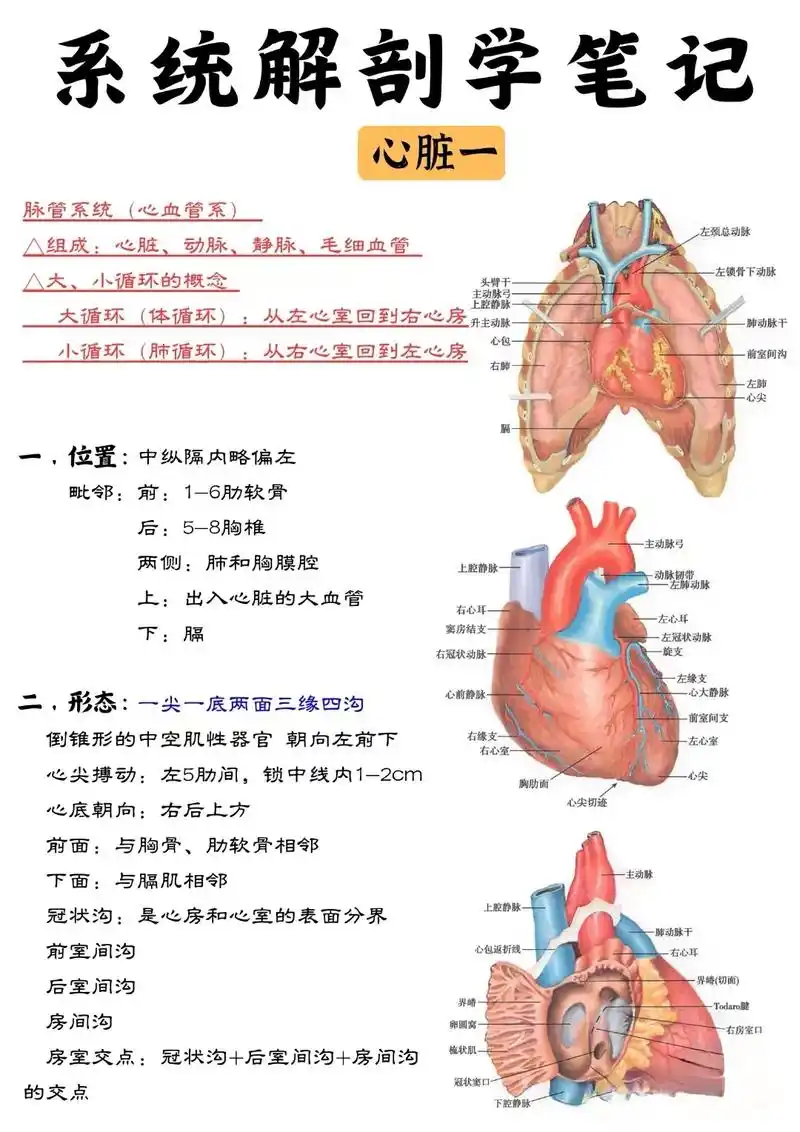 系统解剖学笔记
心脏一
脉管系统（心血管系）
△组成：心脏、动脉、静脉、毛细血管
△大、小循环的概念
大循环（体循环）：从左心室回到右心房
小循环（肺循环）：从右心室回到左心房
一，位置：中纵隔内略偏左
毗邻：前：1-6肋软骨
后：5-8胸椎
两侧：肺和胸膜腔
上：出入心脏的大血管
下：膈
二，形态：一尖一底两面三缘四沟
倒锥形的中空肌性器官 朝向左前下
心尖搏动：左5肋间，锁中线内1-2cm
心底朝向：右后上方
前面：与胸骨、肋软骨相邻
下面：与膈肌相邻
冠状沟：是心房和心室的表面分界
前室间沟
后室间沟
房间沟
房室交点：冠状沟+后室间沟+房间沟
的交点
左颈总动脉
左锁骨下动脉
头臂干
主动脉弓
上腔静脉
升主动脉
心包
右肺
膈
肺动脉干
前室间沟
左肺
心尖
主动脉弓
上腔静脉
动脉韧带
左肺动脉
右心耳
窦房结支
右冠状动脉
心前静脉
右缘支
右心室
左心耳
左冠状动脉
旋支
左缘支
心大静脉
前室间支
左心室
心尖
胸肋面
心尖切迹
主动脉
上腔静脉
肺动脉干
心包返折线
右心耳
界嵴(切面)
界嵴
Todaro腱
卵圆窝
右房室口
梳状肌
冠状窦口
下腔静脉